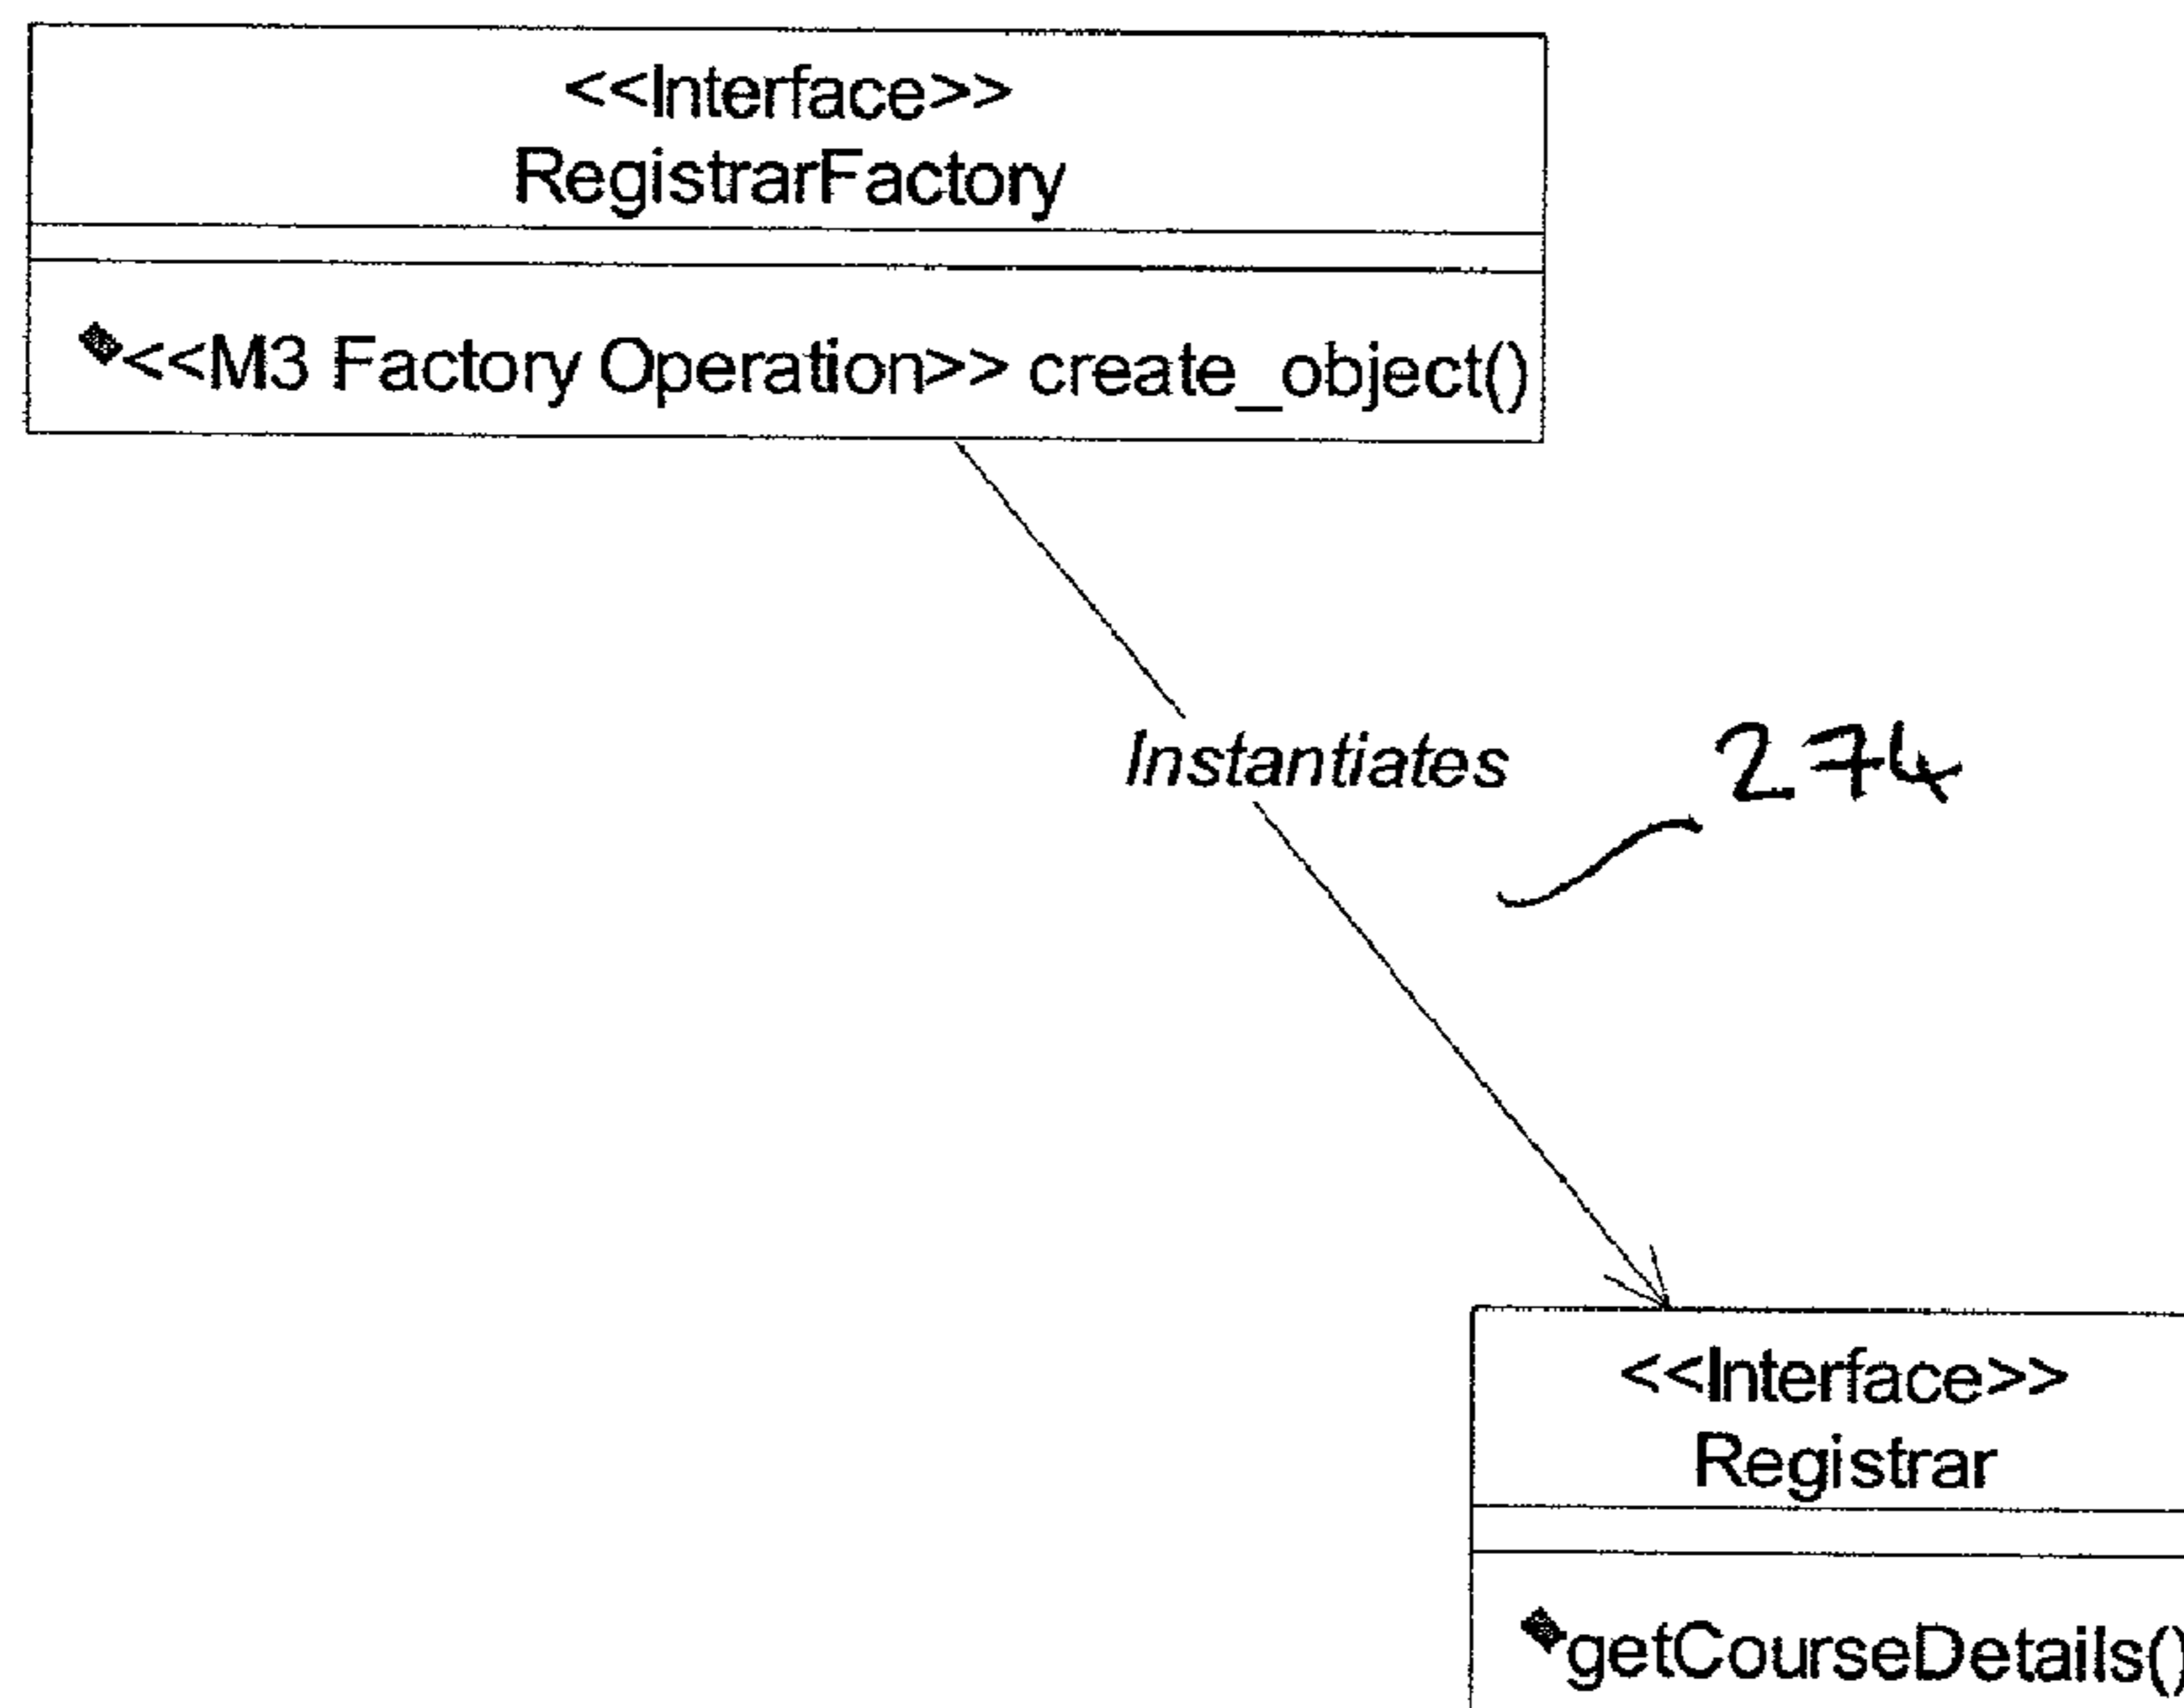 <<Interface>>
RegistrarFactory
<<M3 Factory Operation>> create_object()
Instantiates
274
<<Interface>>
Registrar
getCourseDetails()